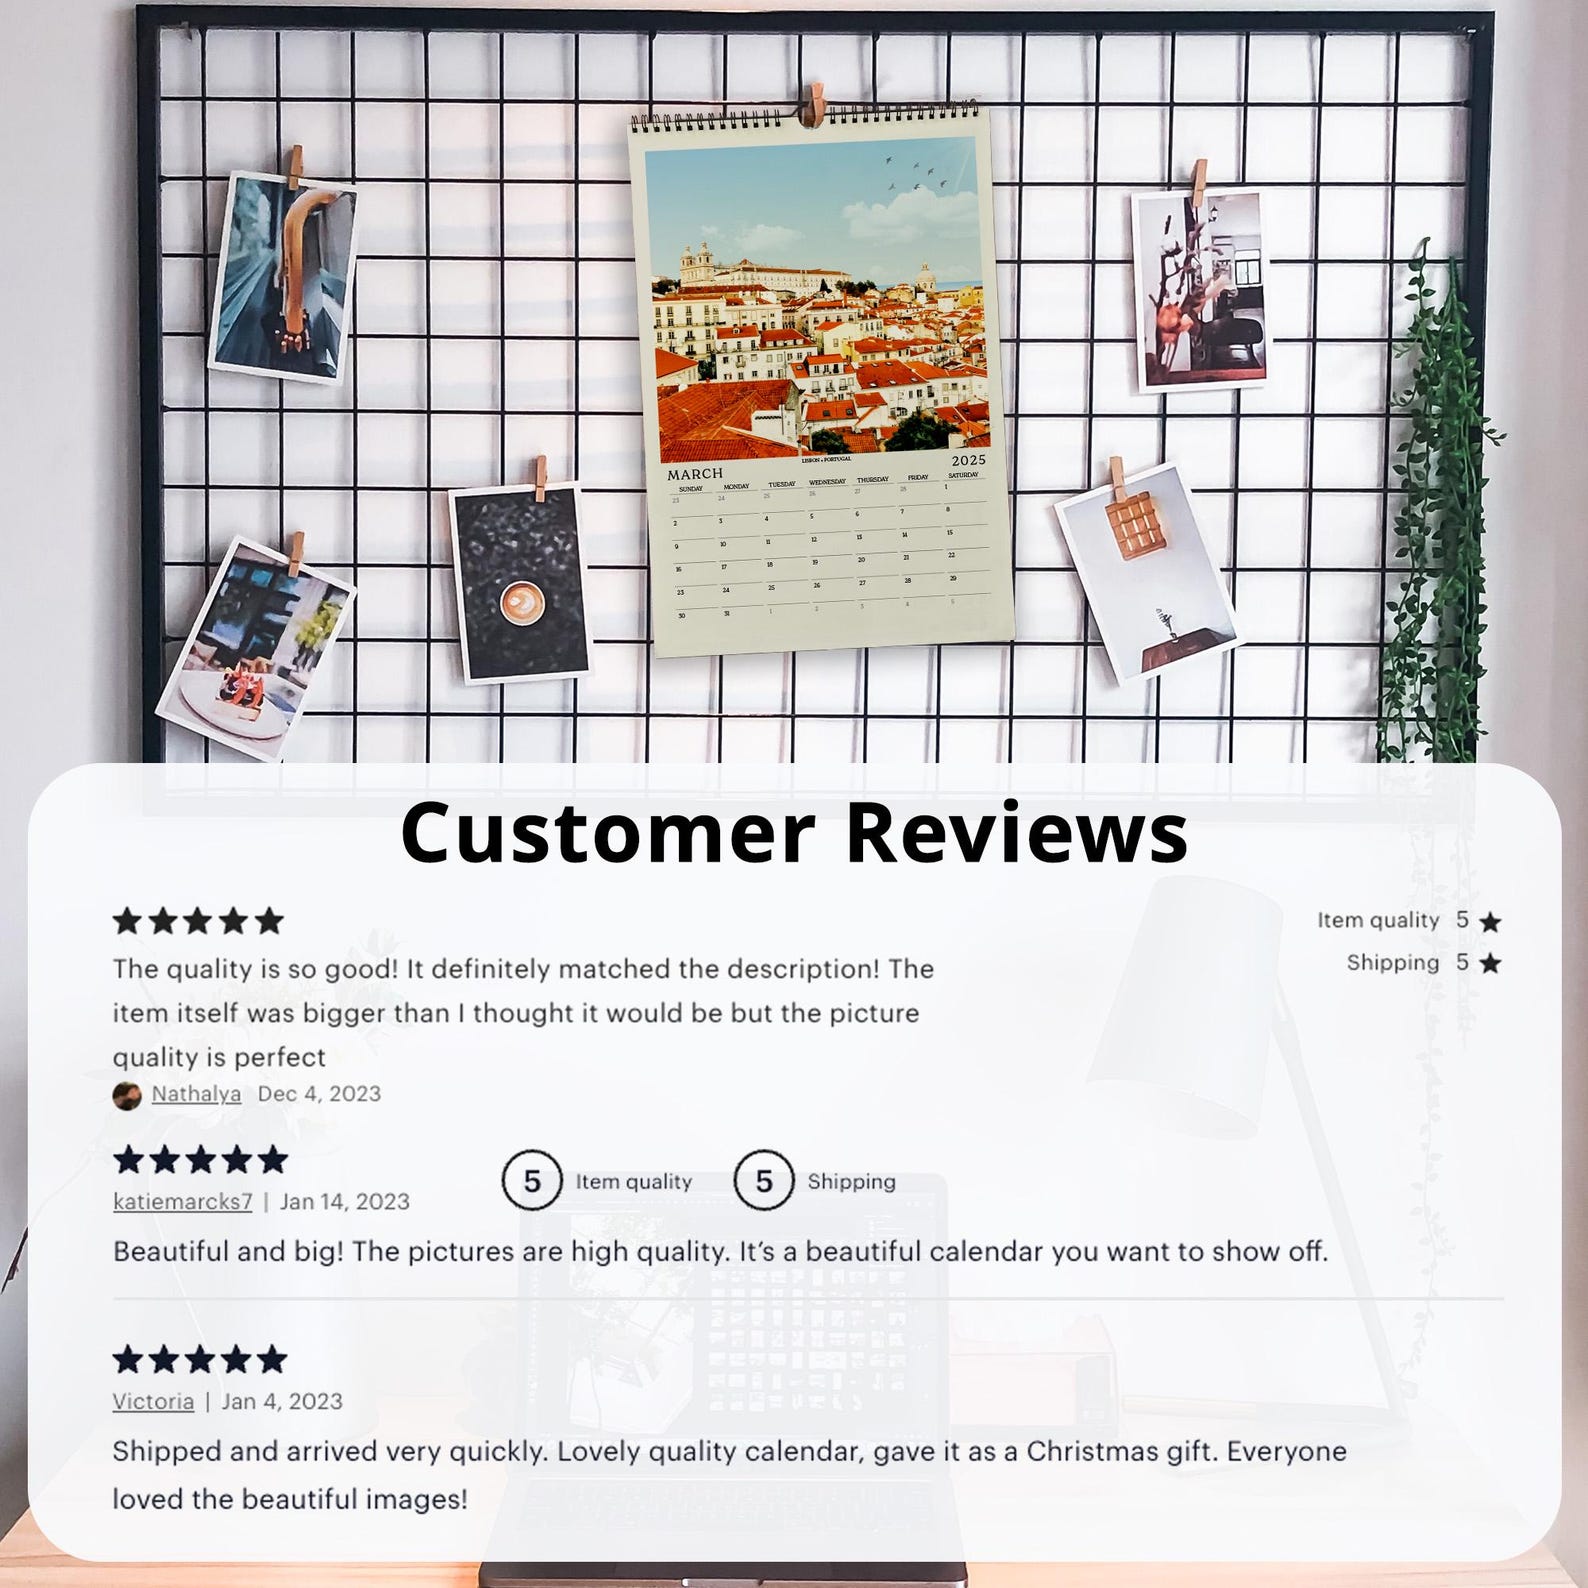 LISBON • PORTUGAL
MARCH 2025
SUNDAY MONDAY TUESDAY WEDNESDAY THURSDAY FRIDAY SATURDAY
23 24 25 26 27 28 1
2 3 4 5 6 7 8
9 10 11 12 13 14 15
16 17 18 19 20 21 22
23 24 25 26 27 28 29
30 31 1 2 3 4 5
Customer Reviews
Item quality 5
Shipping 5
The quality is so good! It definitely matched the description! The
item itself was bigger than I thought it would be but the picture
quality is perfect
Nathalya Dec 4, 2023
5 Item quality 5 Shipping
katiemarcks7 | Jan 14, 2023
Beautiful and big! The pictures are high quality. It's a beautiful calendar you want to show off.
Victoria | Jan 4, 2023
Shipped and arrived very quickly. Lovely quality calendar, gave it as a Christmas gift. Everyone
loved the beautiful images!